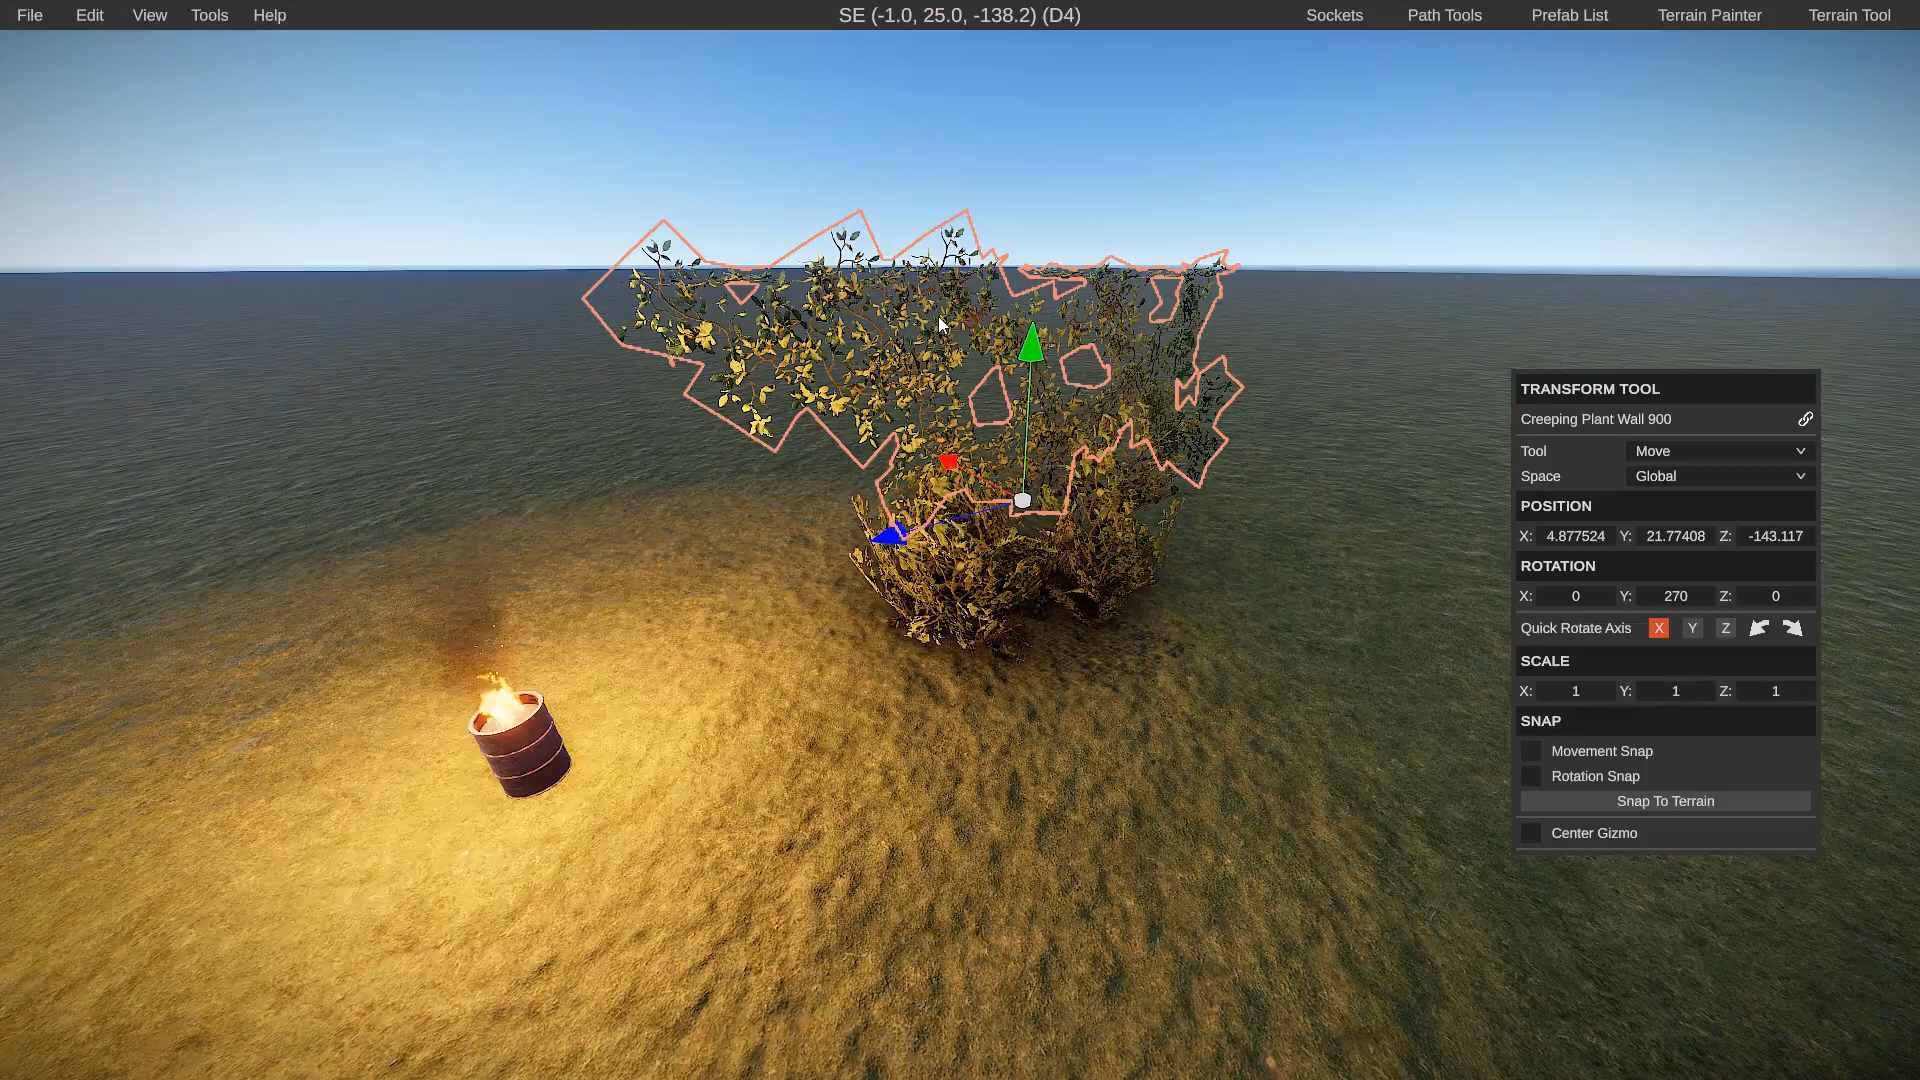 File Edit View Tools Help SE (-1.0, 25.0, -138.2) (D4) Sockets Path Tools Prefab List Terrain Painter Terrain Tool
TRANSFORM TOOL
Creeping Plant Wall 900
Tool Move
Space Global
POSITION
X: 4.877524 Y: 21.77408 Z: -143.117
ROTATION
X: 0 Y: 270 Z: 0
Quick Rotate Axis X Y Z
SCALE
X: 1 Y: 1 Z: 1
SNAP
Movement Snap
Rotation Snap
Snap To Terrain
Center Gizmo